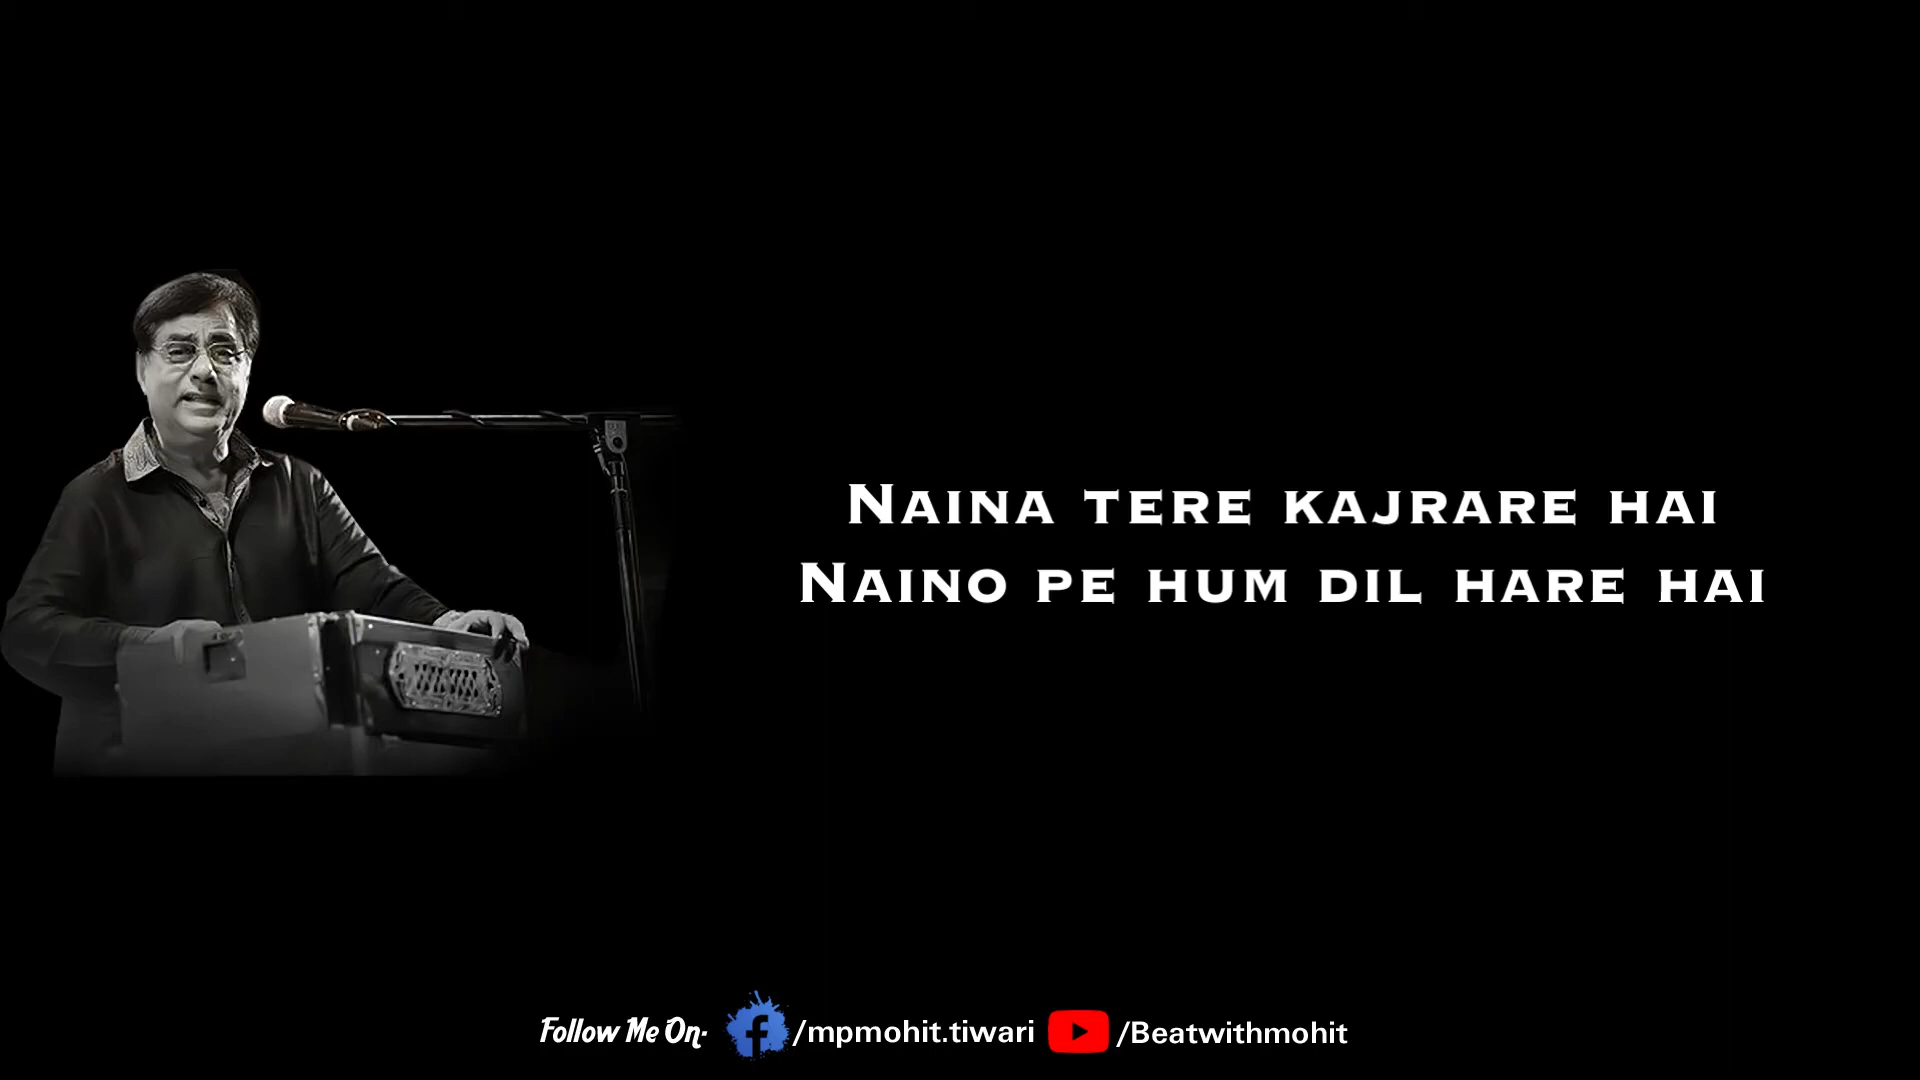 Naina tere kajrare hai
Naino pe hum dil hare hai
Follow Me On- /mpmohit.tiwari /Beatwithmohit